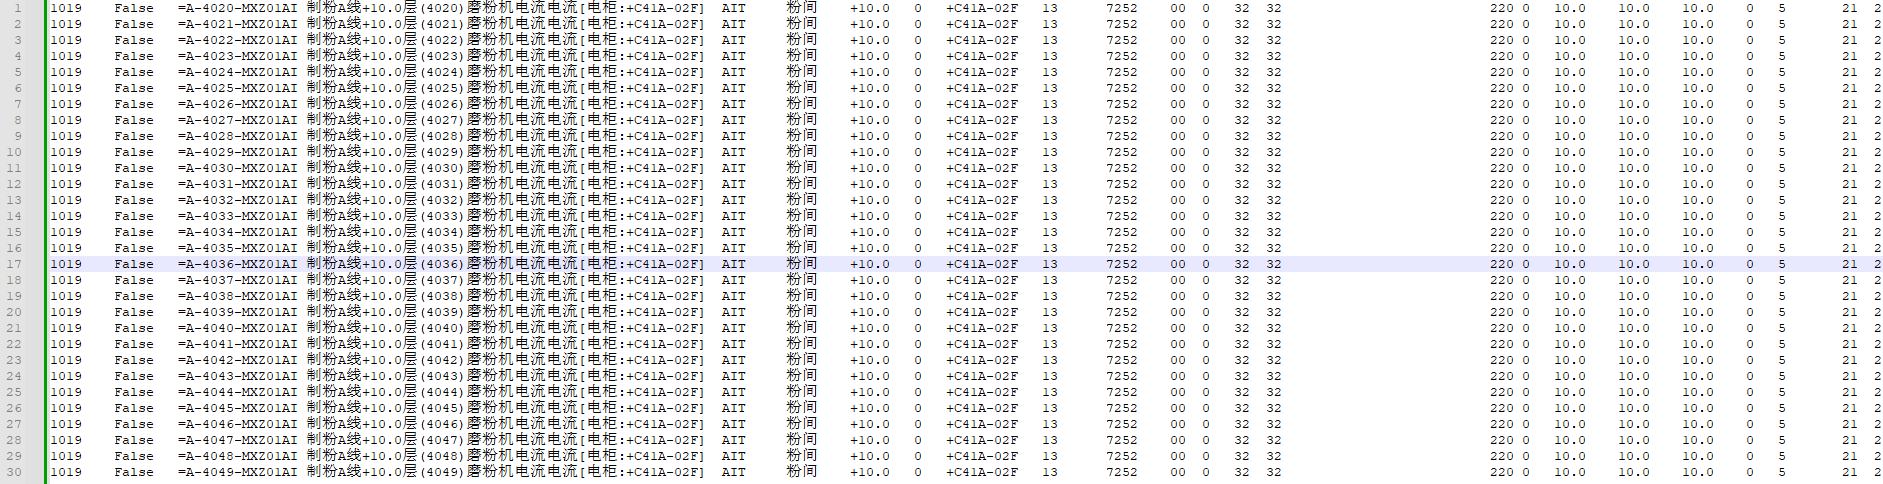 1 1019 False =A-4020-MXZ01AI 制粉A线+10.0层(4020)磨粉机电流电流[电柜:+C41A-02F] AIT 粉间 +10.0 0 +C41A-02F 13 7252 00 0 32 32 220 0 10.0 10.0 10.0 0 5 21 2
2 1019 False =A-4021-MXZ01AI 制粉A线+10.0层(4021)磨粉机电流电流[电柜:+C41A-02F] AIT 粉间 +10.0 0 +C41A-02F 13 7252 00 0 32 32 220 0 10.0 10.0 10.0 0 5 21 2
3 1019 False =A-4022-MXZ01AI 制粉A线+10.0层(4022)磨粉机电流电流[电柜:+C41A-02F] AIT 粉间 +10.0 0 +C41A-02F 13 7252 00 0 32 32 220 0 10.0 10.0 10.0 0 5 21 2
4 1019 False =A-4023-MXZ01AI 制粉A线+10.0层(4023)磨粉机电流电流[电柜:+C41A-02F] AIT 粉间 +10.0 0 +C41A-02F 13 7252 00 0 32 32 220 0 10.0 10.0 10.0 0 5 21 2
5 1019 False =A-4024-MXZ01AI 制粉A线+10.0层(4024)磨粉机电流电流[电柜:+C41A-02F] AIT 粉间 +10.0 0 +C41A-02F 13 7252 00 0 32 32 220 0 10.0 10.0 10.0 0 5 21 2
6 1019 False =A-4025-MXZ01AI 制粉A线+10.0层(4025)磨粉机电流电流[电柜:+C41A-02F] AIT 粉间 +10.0 0 +C41A-02F 13 7252 00 0 32 32 220 0 10.0 10.0 10.0 0 5 21 2
7 1019 False =A-4026-MXZ01AI 制粉A线+10.0层(4026)磨粉机电流电流[电柜:+C41A-02F] AIT 粉间 +10.0 0 +C41A-02F 13 7252 00 0 32 32 220 0 10.0 10.0 10.0 0 5 21 2
8 1019 False =A-4027-MXZ01AI 制粉A线+10.0层(4027)磨粉机电流电流[电柜:+C41A-02F] AIT 粉间 +10.0 0 +C41A-02F 13 7252 00 0 32 32 220 0 10.0 10.0 10.0 0 5 21 2
9 1019 False =A-4028-MXZ01AI 制粉A线+10.0层(4028)磨粉机电流电流[电柜:+C41A-02F] AIT 粉间 +10.0 0 +C41A-02F 13 7252 00 0 32 32 220 0 10.0 10.0 10.0 0 5 21 2
10 1019 False =A-4029-MXZ01AI 制粉A线+10.0层(4029)磨粉机电流电流[电柜:+C41A-02F] AIT 粉间 +10.0 0 +C41A-02F 13 7252 00 0 32 32 220 0 10.0 10.0 10.0 0 5 21 2
11 1019 False =A-4030-MXZ01AI 制粉A线+10.0层(4030)磨粉机电流电流[电柜:+C41A-02F] AIT 粉间 +10.0 0 +C41A-02F 13 7252 00 0 32 32 220 0 10.0 10.0 10.0 0 5 21 2
12 1019 False =A-4031-MXZ01AI 制粉A线+10.0层(4031)磨粉机电流电流[电柜:+C41A-02F] AIT 粉间 +10.0 0 +C41A-02F 13 7252 00 0 32 32 220 0 10.0 10.0 10.0 0 5 21 2
13 1019 False =A-4032-MXZ01AI 制粉A线+10.0层(4032)磨粉机电流电流[电柜:+C41A-02F] AIT 粉间 +10.0 0 +C41A-02F 13 7252 00 0 32 32 220 0 10.0 10.0 10.0 0 5 21 2
14 1019 False =A-4033-MXZ01AI 制粉A线+10.0层(4033)磨粉机电流电流[电柜:+C41A-02F] AIT 粉间 +10.0 0 +C41A-02F 13 7252 00 0 32 32 220 0 10.0 10.0 10.0 0 5 21 2
15 1019 False =A-4034-MXZ01AI 制粉A线+10.0层(4034)磨粉机电流电流[电柜:+C41A-02F] AIT 粉间 +10.0 0 +C41A-02F 13 7252 00 0 32 32 220 0 10.0 10.0 10.0 0 5 21 2
16 1019 False =A-4035-MXZ01AI 制粉A线+10.0层(4035)磨粉机电流电流[电柜:+C41A-02F] AIT 粉间 +10.0 0 +C41A-02F 13 7252 00 0 32 32 220 0 10.0 10.0 10.0 0 5 21 2
17 1019 False =A-4036-MXZ01AI 制粉A线+10.0层(4036)磨粉机电流电流[电柜:+C41A-02F] AIT 粉间 +10.0 0 +C41A-02F 13 7252 00 0 32 32 220 0 10.0 10.0 10.0 0 5 21 2
18 1019 False =A-4037-MXZ01AI 制粉A线+10.0层(4037)磨粉机电流电流[电柜:+C41A-02F] AIT 粉间 +10.0 0 +C41A-02F 13 7252 00 0 32 32 220 0 10.0 10.0 10.0 0 5 21 2
19 1019 False =A-4038-MXZ01AI 制粉A线+10.0层(4038)磨粉机电流电流[电柜:+C41A-02F] AIT 粉间 +10.0 0 +C41A-02F 13 7252 00 0 32 32 220 0 10.0 10.0 10.0 0 5 21 2
20 1019 False =A-4039-MXZ01AI 制粉A线+10.0层(4039)磨粉机电流电流[电柜:+C41A-02F] AIT 粉间 +10.0 0 +C41A-02F 13 7252 00 0 32 32 220 0 10.0 10.0 10.0 0 5 21 2
21 1019 False =A-4040-MXZ01AI 制粉A线+10.0层(4040)磨粉机电流电流[电柜:+C41A-02F] AIT 粉间 +10.0 0 +C41A-02F 13 7252 00 0 32 32 220 0 10.0 10.0 10.0 0 5 21 2
22 1019 False =A-4041-MXZ01AI 制粉A线+10.0层(4041)磨粉机电流电流[电柜:+C41A-02F] AIT 粉间 +10.0 0 +C41A-02F 13 7252 00 0 32 32 220 0 10.0 10.0 10.0 0 5 21 2
23 1019 False =A-4042-MXZ01AI 制粉A线+10.0层(4042)磨粉机电流电流[电柜:+C41A-02F] AIT 粉间 +10.0 0 +C41A-02F 13 7252 00 0 32 32 220 0 10.0 10.0 10.0 0 5 21 2
24 1019 False =A-4043-MXZ01AI 制粉A线+10.0层(4043)磨粉机电流电流[电柜:+C41A-02F] AIT 粉间 +10.0 0 +C41A-02F 13 7252 00 0 32 32 220 0 10.0 10.0 10.0 0 5 21 2
25 1019 False =A-4044-MXZ01AI 制粉A线+10.0层(4044)磨粉机电流电流[电柜:+C41A-02F] AIT 粉间 +10.0 0 +C41A-02F 13 7252 00 0 32 32 220 0 10.0 10.0 10.0 0 5 21 2
26 1019 False =A-4045-MXZ01AI 制粉A线+10.0层(4045)磨粉机电流电流[电柜:+C41A-02F] AIT 粉间 +10.0 0 +C41A-02F 13 7252 00 0 32 32 220 0 10.0 10.0 10.0 0 5 21 2
27 1019 False =A-4046-MXZ01AI 制粉A线+10.0层(4046)磨粉机电流电流[电柜:+C41A-02F] AIT 粉间 +10.0 0 +C41A-02F 13 7252 00 0 32 32 220 0 10.0 10.0 10.0 0 5 21 2
28 1019 False =A-4047-MXZ01AI 制粉A线+10.0层(4047)磨粉机电流电流[电柜:+C41A-02F] AIT 粉间 +10.0 0 +C41A-02F 13 7252 00 0 32 32 220 0 10.0 10.0 10.0 0 5 21 2
29 1019 False =A-4048-MXZ01AI 制粉A线+10.0层(4048)磨粉机电流电流[电柜:+C41A-02F] AIT 粉间 +10.0 0 +C41A-02F 13 7252 00 0 32 32 220 0 10.0 10.0 10.0 0 5 21 2
30 1019 False =A-4049-MXZ01AI 制粉A线+10.0层(4049)磨粉机电流电流[电柜:+C41A-02F] AIT 粉间 +10.0 0 +C41A-02F 13 7252 00 0 32 32 220 0 10.0 10.0 10.0 0 5 21 2